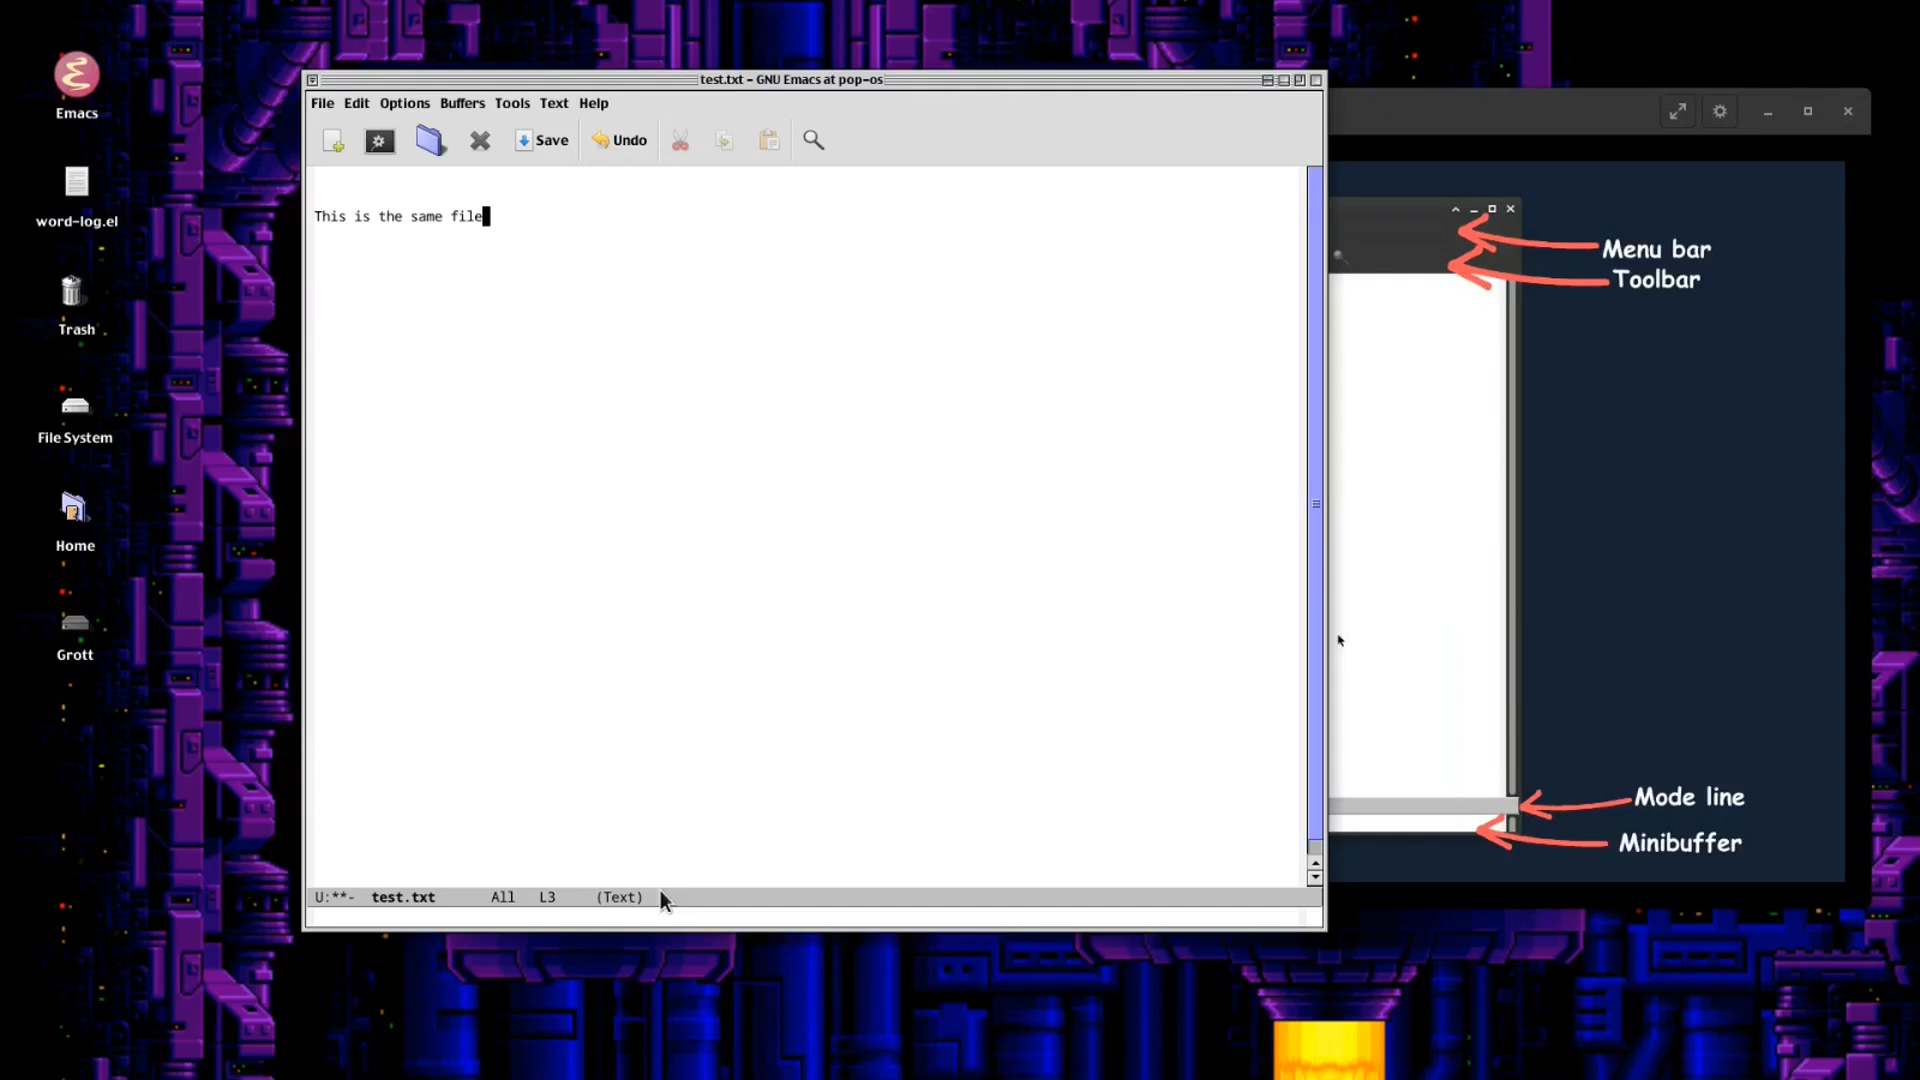 Emacs
word-log.el
Trash
File System
Home
Grott
test.txt - GNU Emacs at pop-os
File Edit Options Buffers Tools Text Help
Save Undo
This is the same file
U:**- test.txt All L3 (Text)
Menu bar
Toolbar
Mode line
Minibuffer